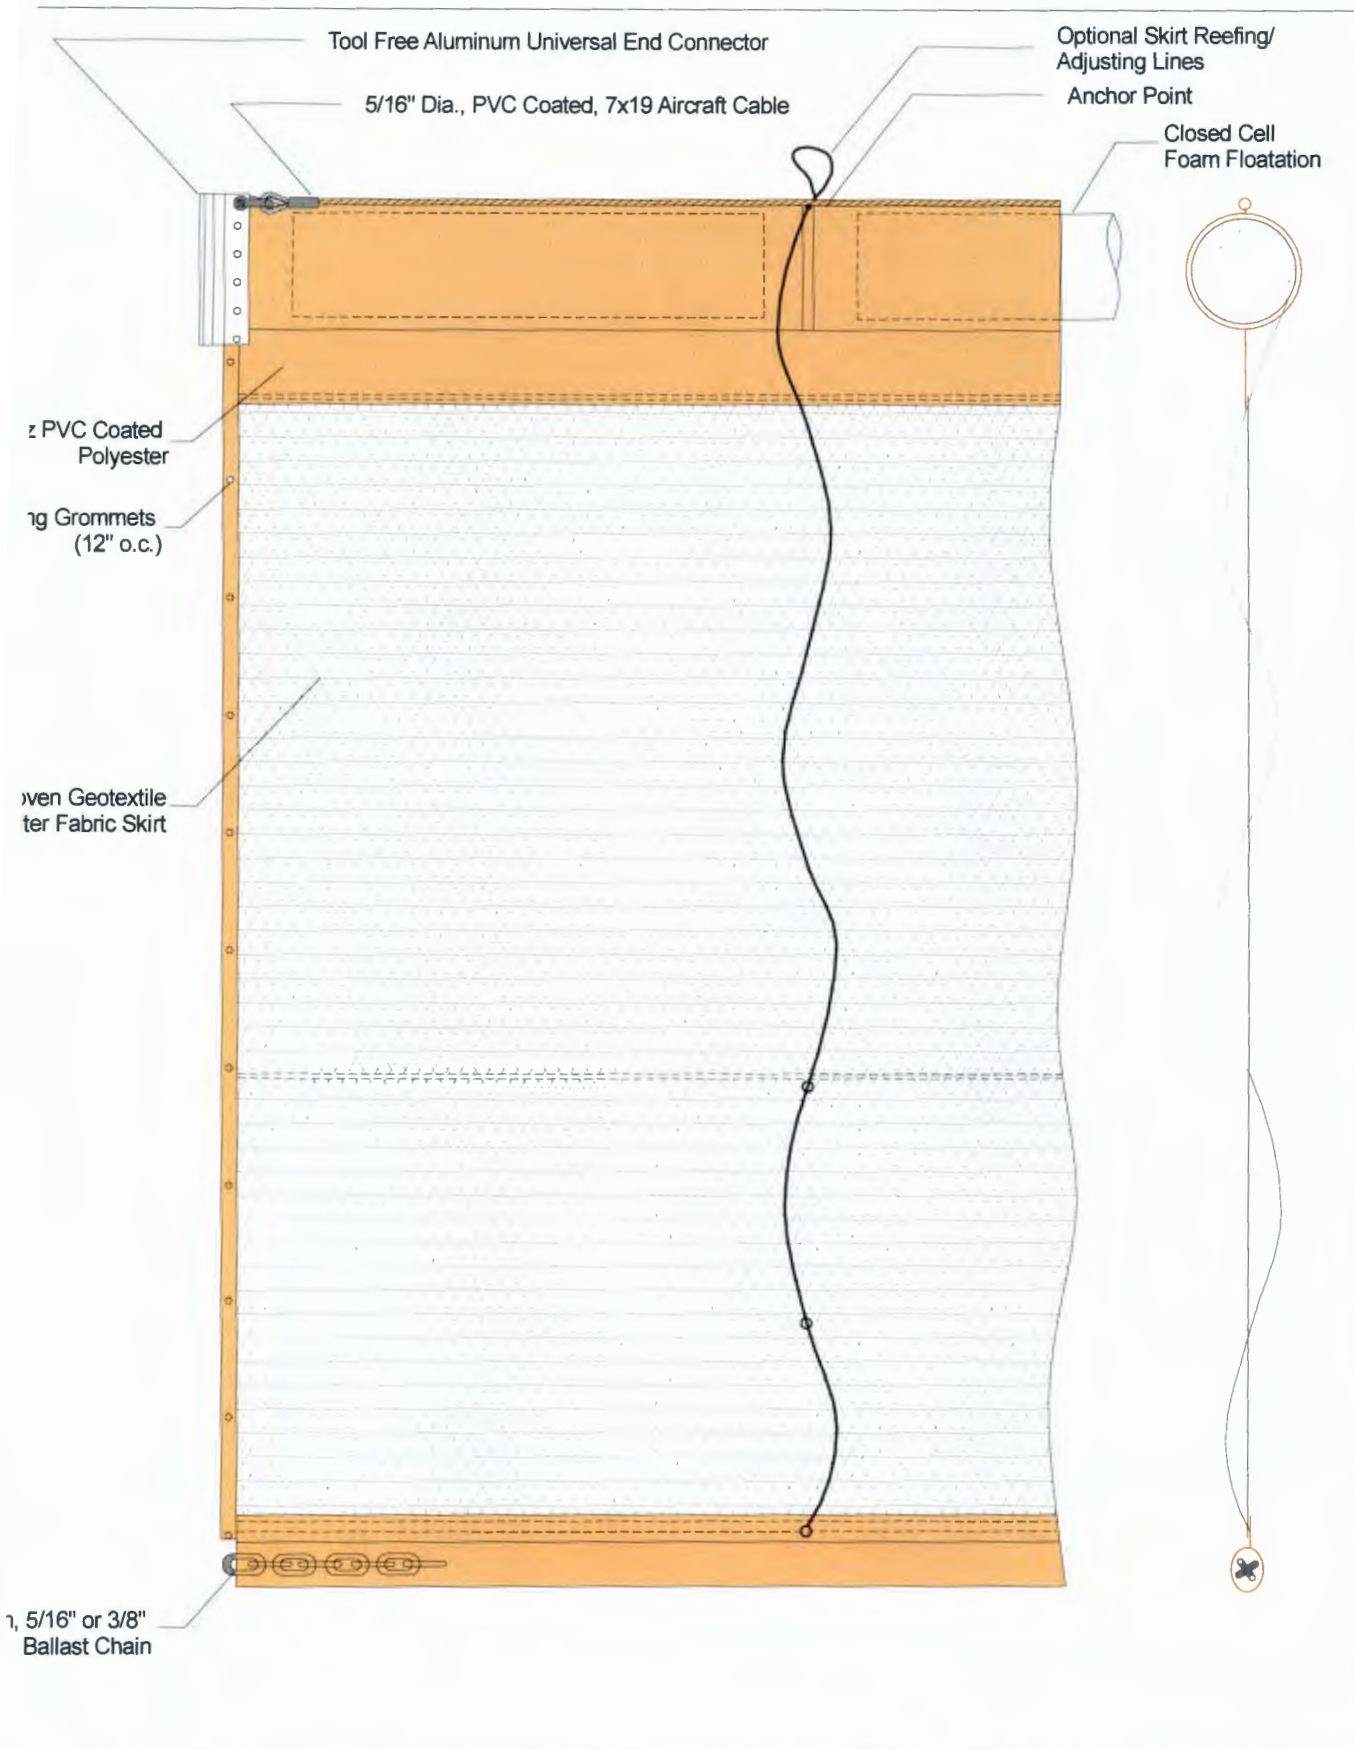 Tool Free Aluminum Universal End Connector
5/16" Dia., PVC Coated, 7x19 Aircraft Cable
Optional Skirt Reefing/
Adjusting Lines
Anchor Point
Closed Cell
Foam Floatation
PVC Coated
Polyester
Grommets
(12" o.c.)
Geotextile
Fabric Skirt
5/16" or 3/8"
Ballast Chain